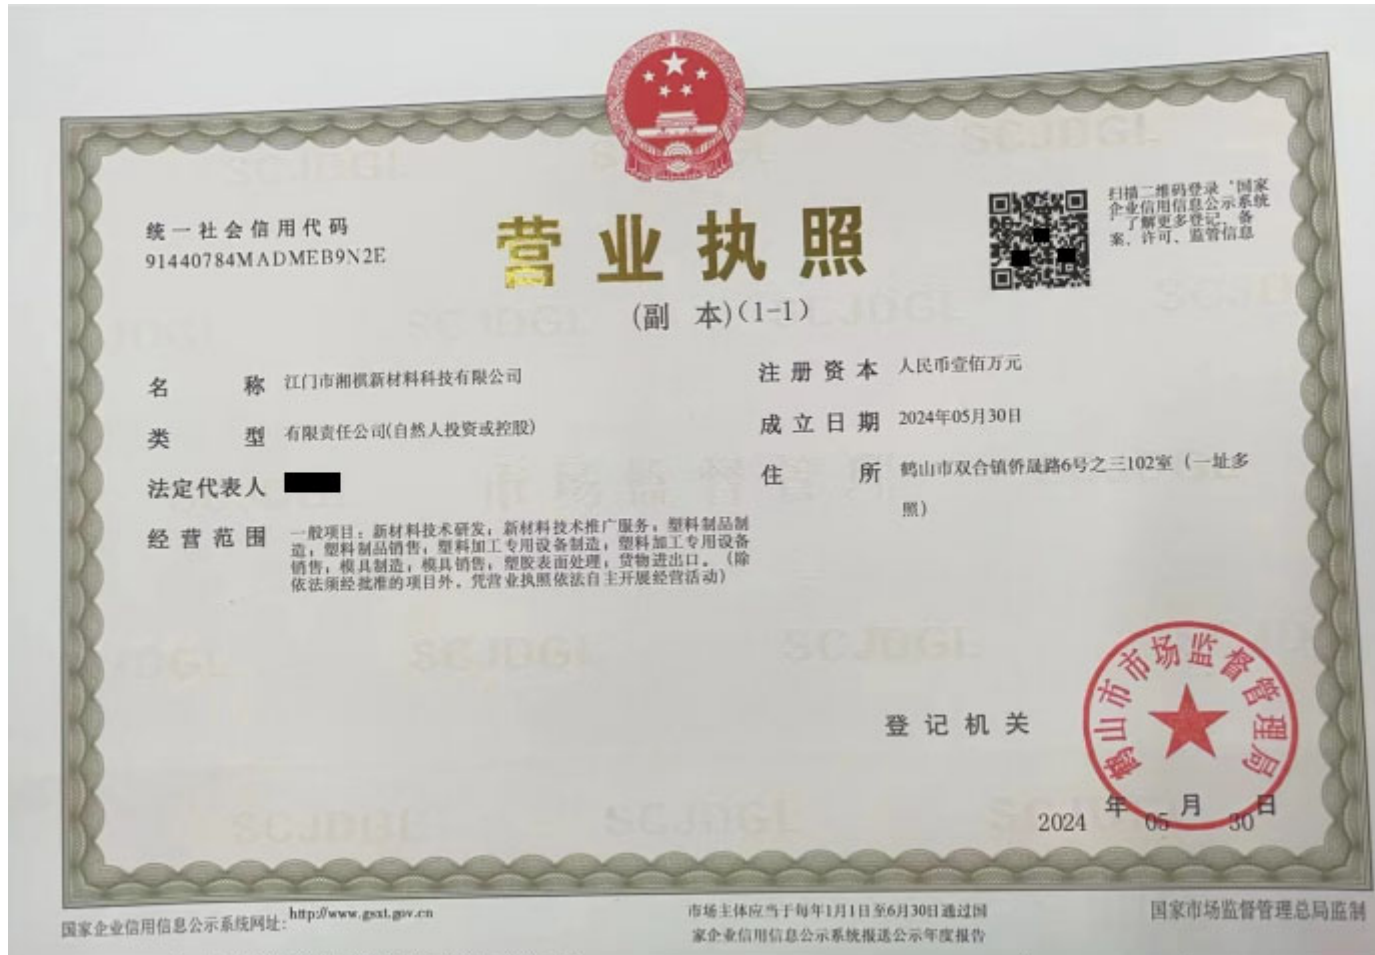 统一社会信用代码
91440784MADMEB9N2E
营业执照
(副 本)(1-1)
扫描二维码登录‘国家
企业信用信息公示系统
’了解更多登记、备
案、许可、监管信息
名 称 江门市湘祺新材料科技有限公司
类 型 有限责任公司(自然人投资或控股)
法定代表人
经营范围 一般项目：新材料技术研发；新材料技术推广服务；塑料制品制
造；塑料制品销售；塑料加工专用设备制造；塑料加工专用设备
销售；模具制造；模具销售；塑胶表面处理；货物进出口。（除
依法须经批准的项目外，凭营业执照依法自主开展经营活动）
注册资本 人民币壹佰万元
成立日期 2024年05月30日
住 所 鹤山市双合镇侨晟路6号之三102室（一址多
照）
市场监督管理
SCJDGL
登记机关
鹤山市市场监督管理局
2024年05月30日
国家企业信用信息公示系统网址：http://www.gsxt.gov.cn
市场主体应当于每年1月1日至6月30日通过国
家企业信用信息公示系统报送公示年度报告
国家市场监督管理总局监制